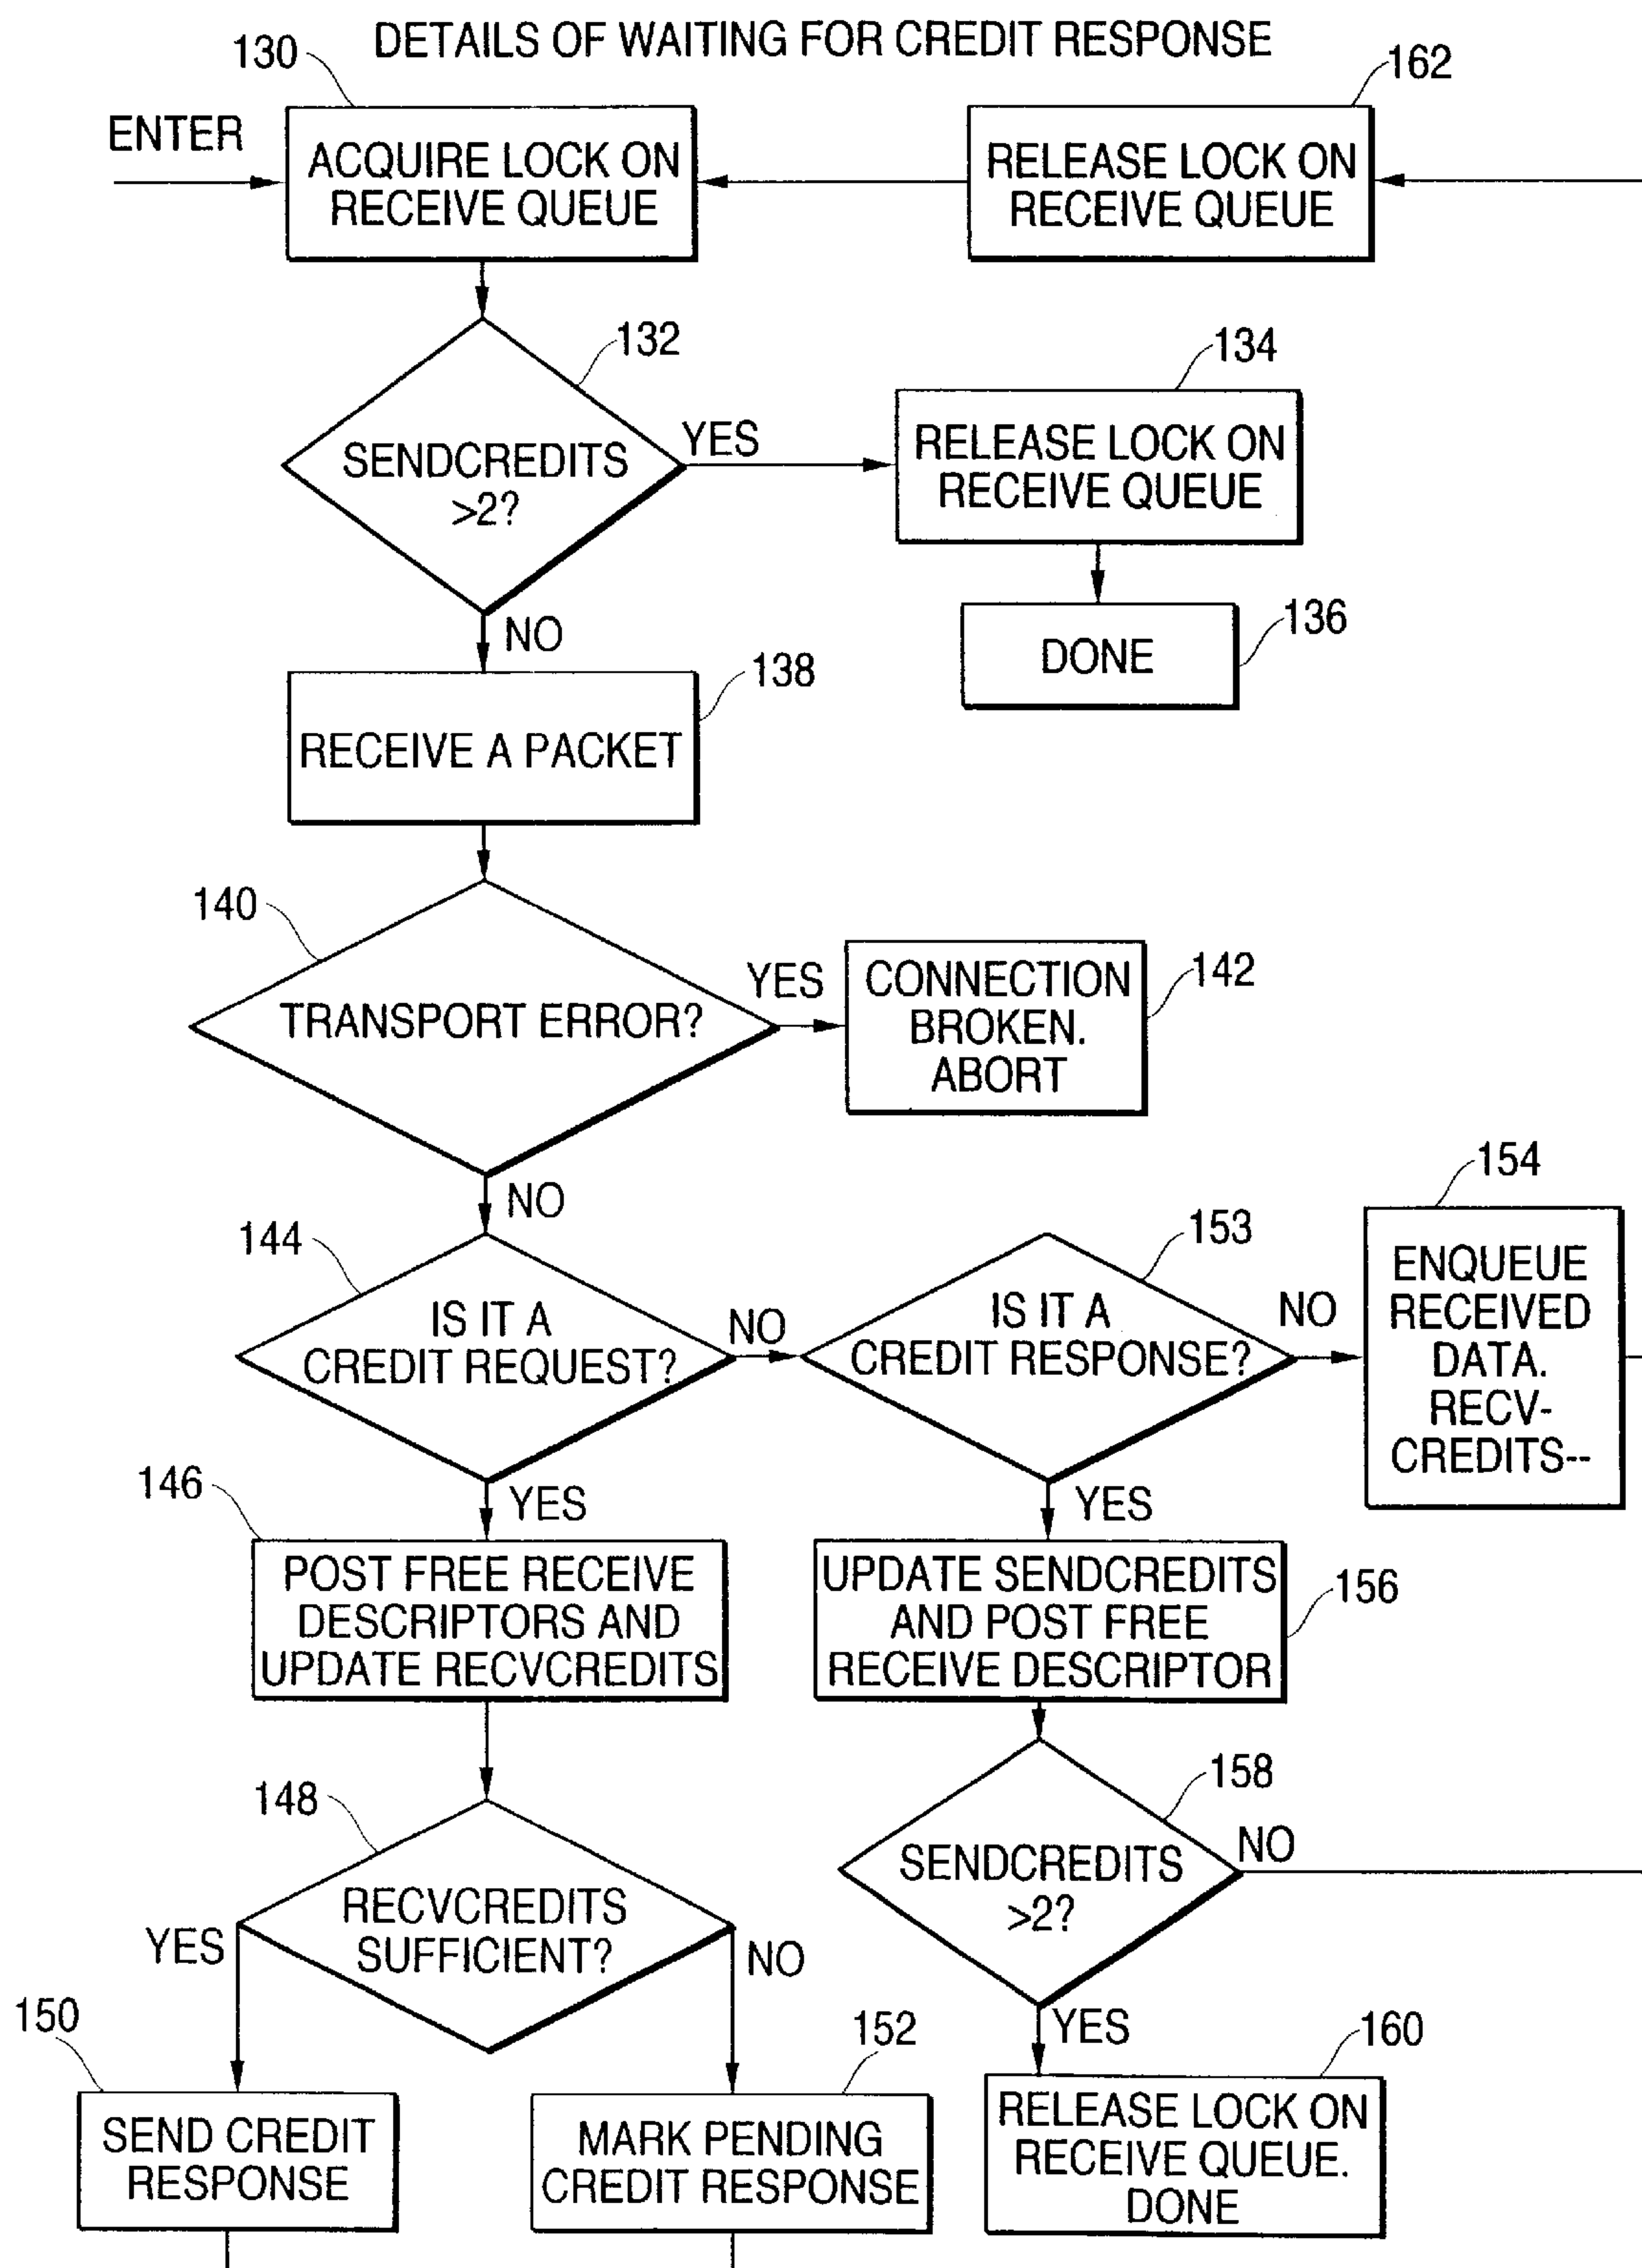 DETAILS OF WAITING FOR CREDIT RESPONSE
130
162
ENTER
ACQUIRE LOCK ON
RECEIVE QUEUE
RELEASE LOCK ON
RECEIVE QUEUE
132
SENDCREDITS
>2?
YES
134
RELEASE LOCK ON
RECEIVE QUEUE
136
DONE
NO
138
RECEIVE A PACKET
140
TRANSPORT ERROR?
YES
142
CONNECTION
BROKEN.
ABORT
NO
144
IS IT A
CREDIT REQUEST?
NO
153
IS IT A
CREDIT RESPONSE?
NO
154
ENQUEUE
RECEIVED
DATA.
RECV-
CREDITS--
YES
146
POST FREE RECEIVE
DESCRIPTORS AND
UPDATE RECVCREDITS
YES
156
UPDATE SENDCREDITS
AND POST FREE
RECEIVE DESCRIPTOR
148
RECVCREDITS
SUFFICIENT?
YES
NO
158
SENDCREDITS
>2?
NO
YES
150
SEND CREDIT
RESPONSE
152
MARK PENDING
CREDIT RESPONSE
160
RELEASE LOCK ON
RECEIVE QUEUE.
DONE